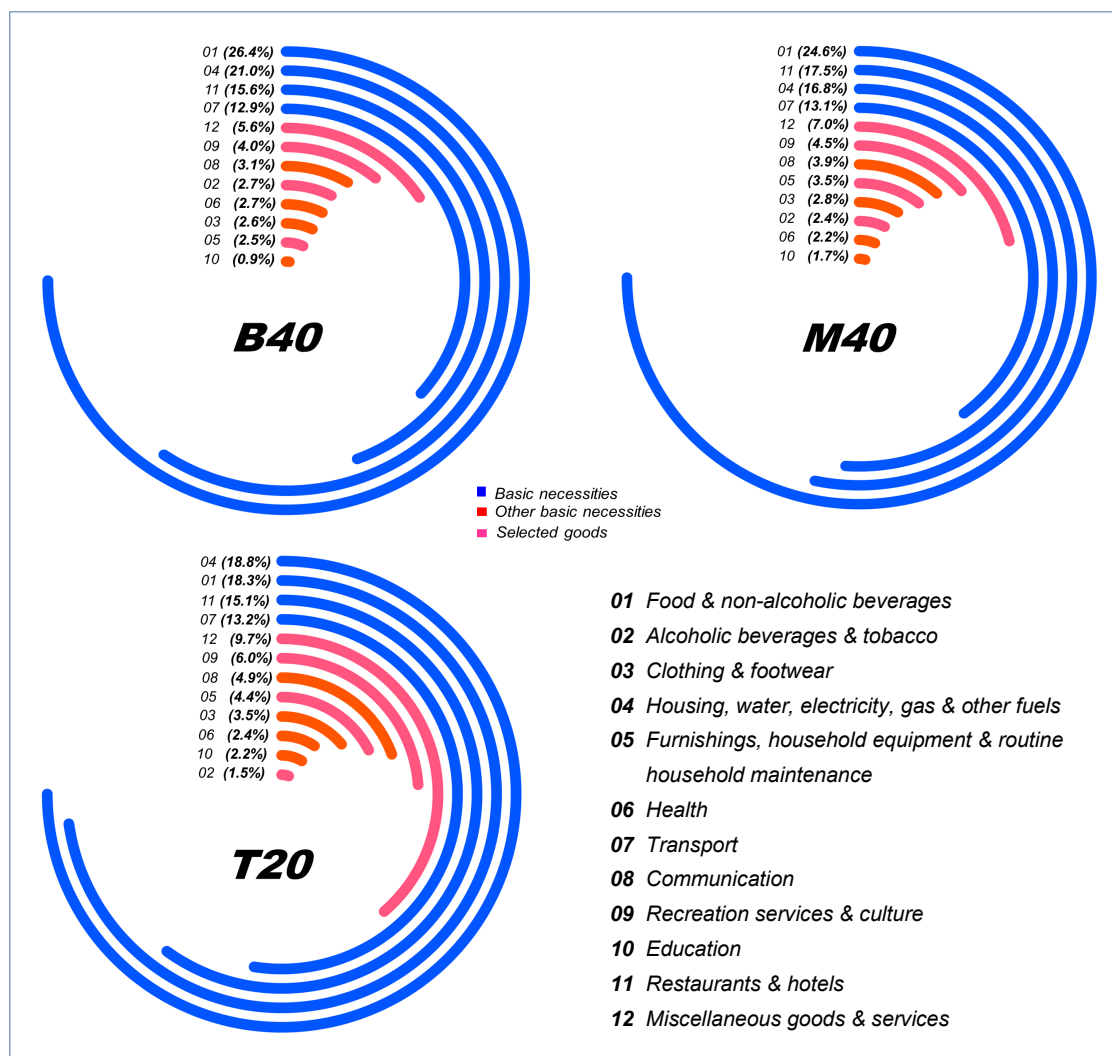 01 (26.4%)
04 (21.0%)
11 (15.6%)
07 (12.9%)
12 (5.6%)
09 (4.0%)
08 (3.1%)
02 (2.7%)
06 (2.7%)
03 (2.6%)
05 (2.5%)
10 (0.9%)
B40
01 (24.6%)
11 (17.5%)
04 (16.8%)
07 (13.1%)
12 (7.0%)
09 (4.5%)
08 (3.9%)
05 (3.5%)
03 (2.8%)
02 (2.4%)
06 (2.2%)
10 (1.7%)
M40
Basic necessities
Other basic necessities
Selected goods
04 (18.8%)
01 (18.3%)
11 (15.1%)
07 (13.2%)
12 (9.7%)
09 (6.0%)
08 (4.9%)
05 (4.4%)
03 (3.5%)
06 (2.4%)
10 (2.2%)
02 (1.5%)
T20
01 Food & non-alcoholic beverages
02 Alcoholic beverages & tobacco
03 Clothing & footwear
04 Housing, water, electricity, gas & other fuels
05 Furnishings, household equipment & routine
household maintenance
06 Health
07 Transport
08 Communication
09 Recreation services & culture
10 Education
11 Restaurants & hotels
12 Miscellaneous goods & services